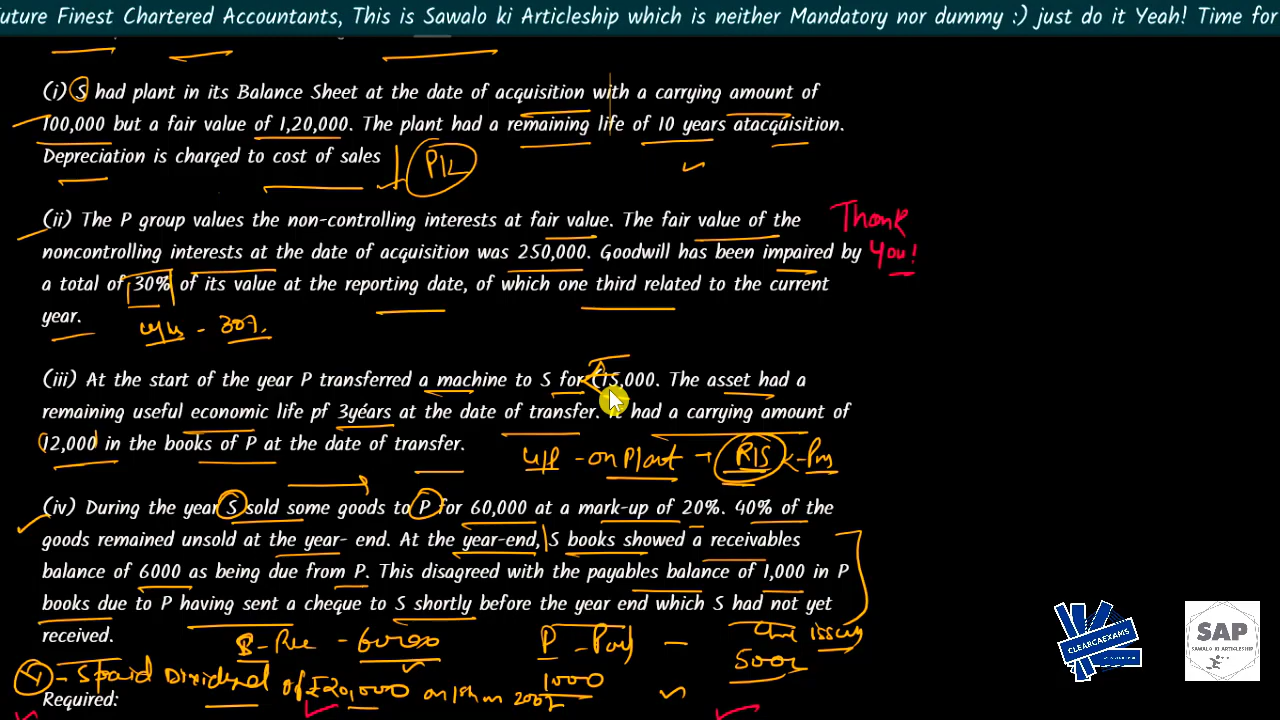 Future Finest Chartered Accountants, This is Sawalo ki Articleship which is neither Mandatory nor dummy :) just do it Yeah! Time for
(i) S had plant in its Balance Sheet at the date of acquisition with a carrying amount of
100,000 but a fair value of 1,20,000. The plant had a remaining life of 10 years atacquisition.
Depreciation is charged to cost of sales
P/L
(ii) The P group values the non-controlling interests at fair value. The fair value of the
noncontrolling interests at the date of acquisition was 250,000. Goodwill has been impaired by
a total of 30% of its value at the reporting date, of which one third related to the current
year.
Thank
You!
- 30%.
(iii) At the start of the year P transferred a machine to S for 15,000. The asset had a
remaining useful economic life pf 3years at the date of transfer. It had a carrying amount of
12,000 in the books of P at the date of transfer.
- on Plant → R/S
(iv) During the year S sold some goods to P for 60,000 at a mark-up of 20%. 40% of the
goods remained unsold at the year- end. At the year-end, S books showed a receivables
balance of 6000 as being due from P. This disagreed with the payables balance of 1,000 in P
books due to P having sent a cheque to S shortly before the year end which S had not yet
received.
- Rec - 6000 P - Pay -
5000
1000
- S paid Dividend of 20,000 on
Required:
CLEARCAEXAMS
SAP
SAWALO KI ARTICLESHIP